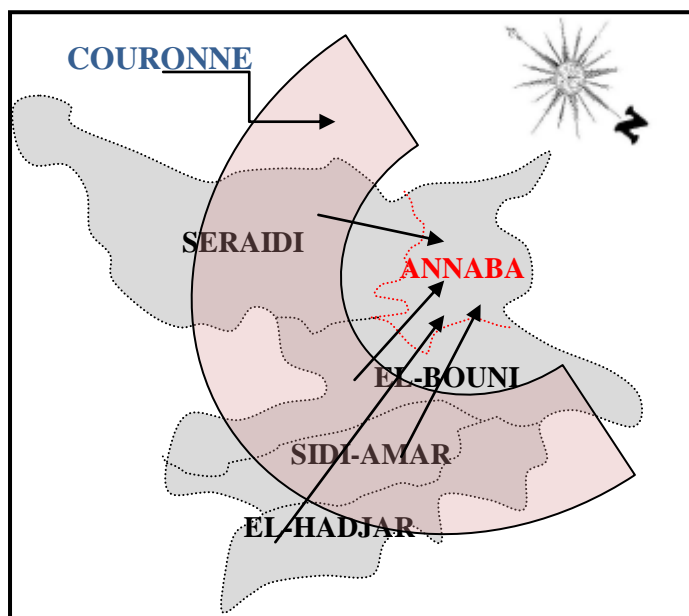 COURONNE
N
SERAIDI
ANNABA
EL-BOUNI
SIDI-AMAR
EL-HADJAR